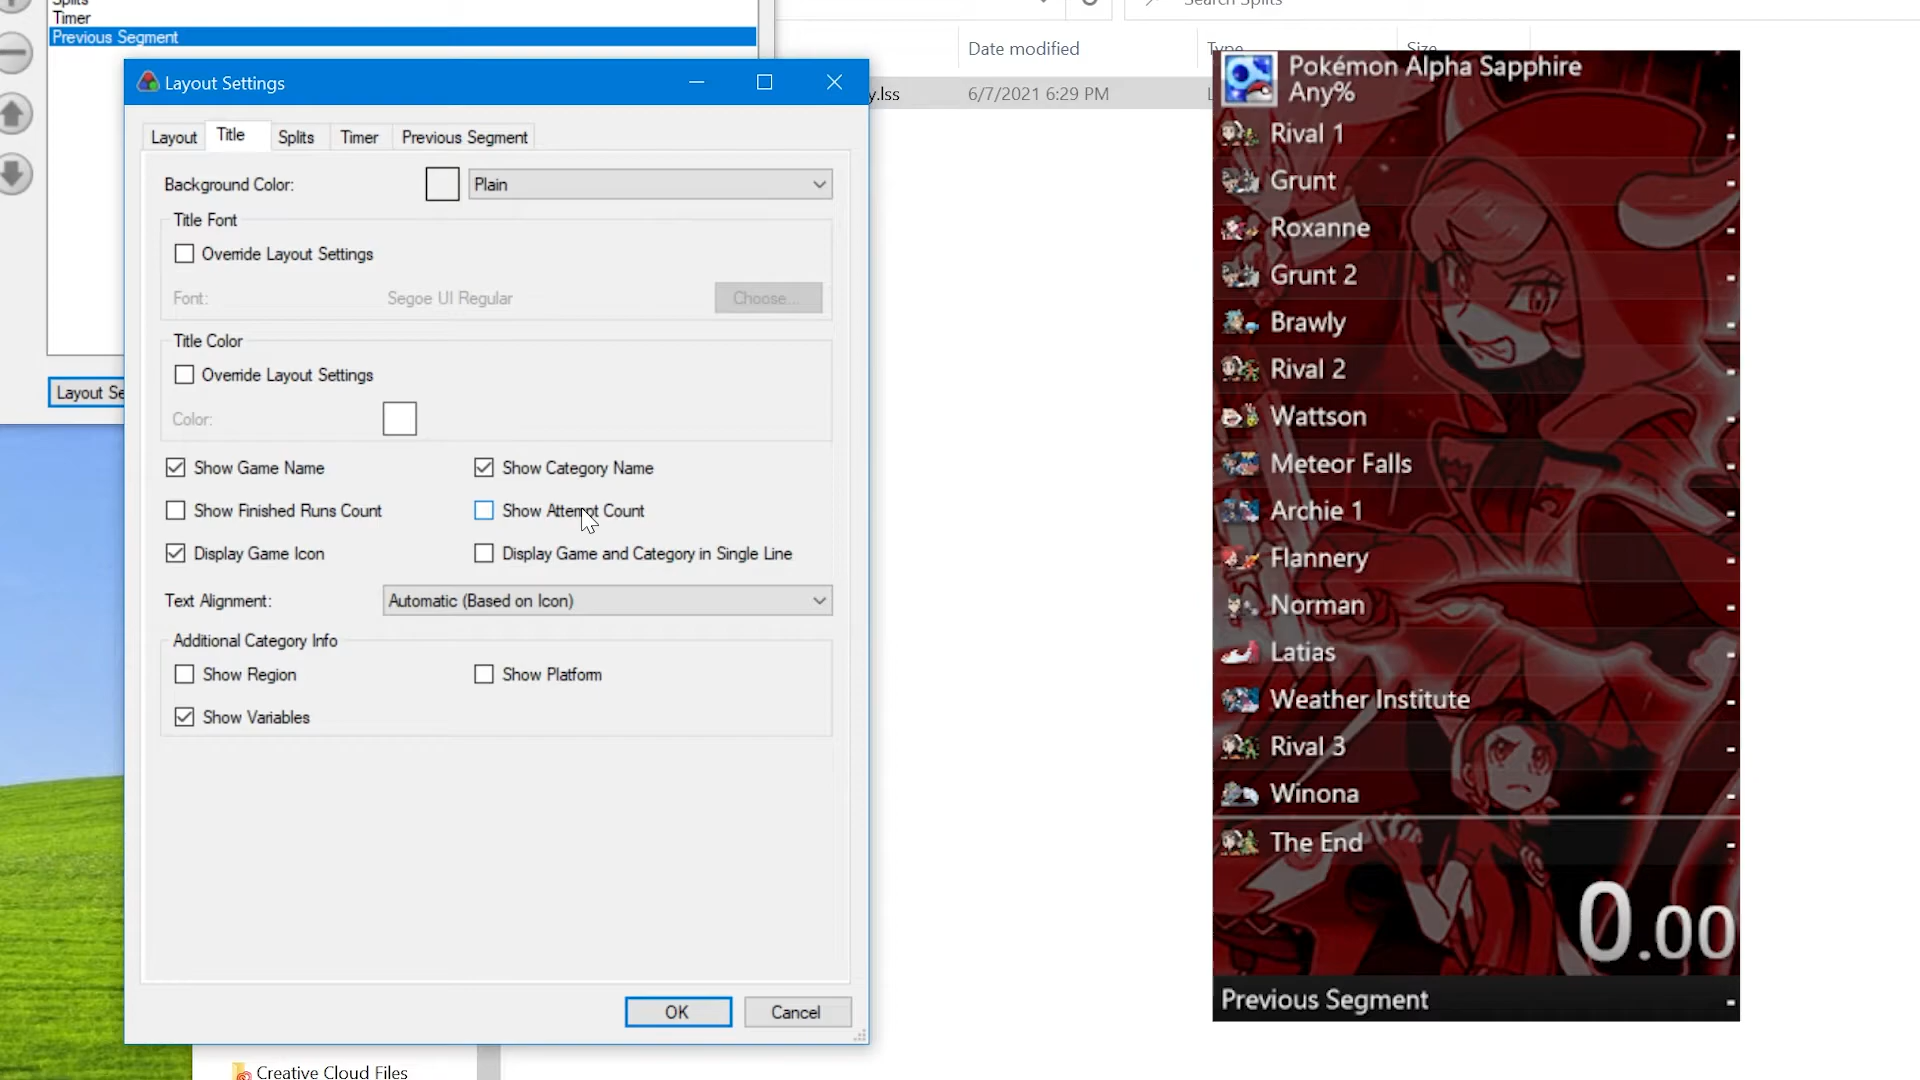 Splits
Timer
Previous Segment
Search Splits
Date modified
Type
Size
y.lss
6/7/2021 6:29 PM
Layout Se
Layout Settings
Layout
Title
Splits
Timer
Previous Segment
Background Color:
Plain
Title Font
Override Layout Settings
Font:
Segoe UI Regular
Choose...
Title Color
Override Layout Settings
Color:
Show Game Name
Show Category Name
Show Finished Runs Count
Show Attempt Count
Display Game Icon
Display Game and Category in Single Line
Text Alignment:
Automatic (Based on Icon)
Additional Category Info
Show Region
Show Platform
Show Variables
OK
Cancel
Creative Cloud Files
Pokémon Alpha Sapphire
Any%
Rival 1 -
Grunt -
Roxanne -
Grunt 2 -
Brawly -
Rival 2 -
Wattson -
Meteor Falls -
Archie 1 -
Flannery -
Norman -
Latias -
Weather Institute -
Rival 3 -
Winona -
The End -
0.00
Previous Segment -